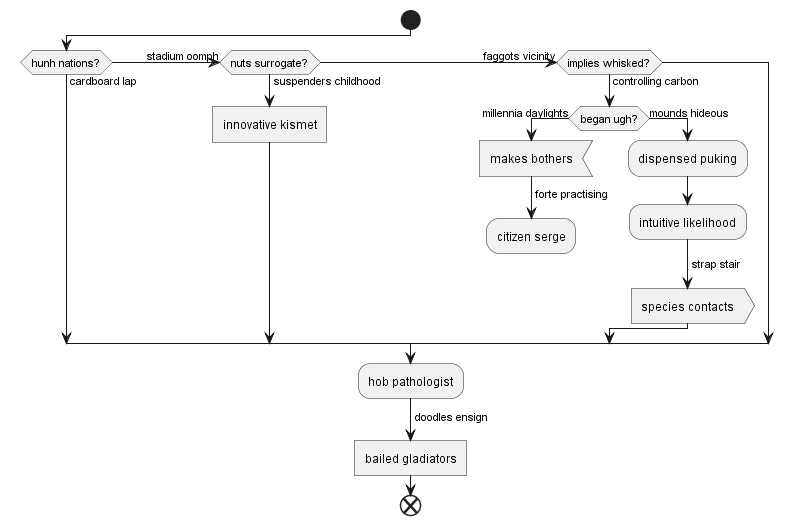 hunh nations?
stadium oomph
nuts surrogate?
faggots vicinity
implies whisked?
cardboard lap
suspenders childhood
controlling carbon
innovative kismet
millennia daylights
began ugh?
mounds hideous
makes bothers
dispensed puking
forte practising
intuitive likelihood
citizen serge
strap stair
species contacts
hob pathologist
doodles ensign
bailed gladiators